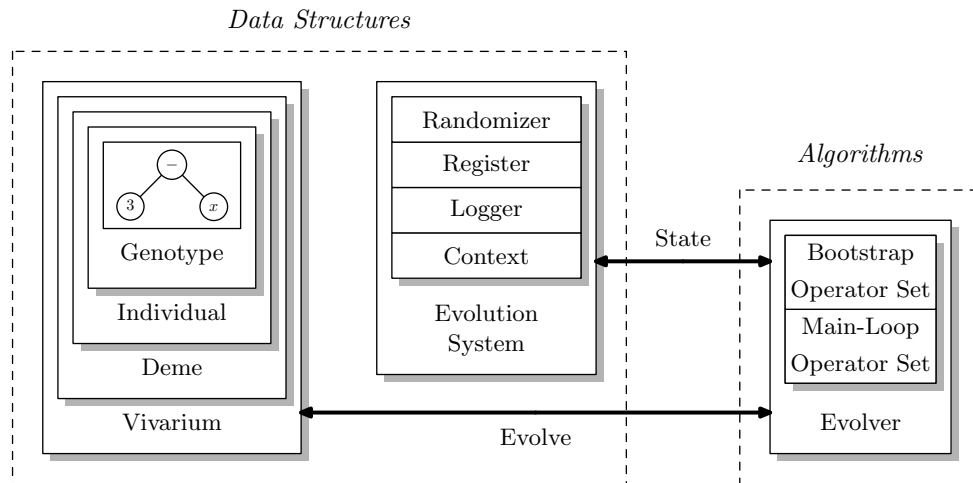 Data Structures
−
3
x
Genotype
Individual
Deme
Vivarium
Randomizer
Register
Logger
Context
Evolution
System
State
Evolve
Algorithms
Bootstrap
Operator Set
Main-Loop
Operator Set
Evolver